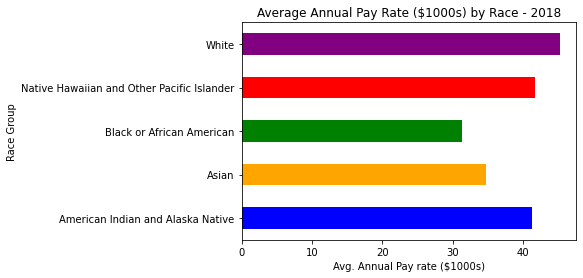 Average Annual Pay Rate ($1000s) by Race - 2018
Race Group
White
Native Hawaiian and Other Pacific Islander
Black or African American
Asian
American Indian and Alaska Native
0 10 20 30 40
Avg. Annual Pay rate ($1000s)